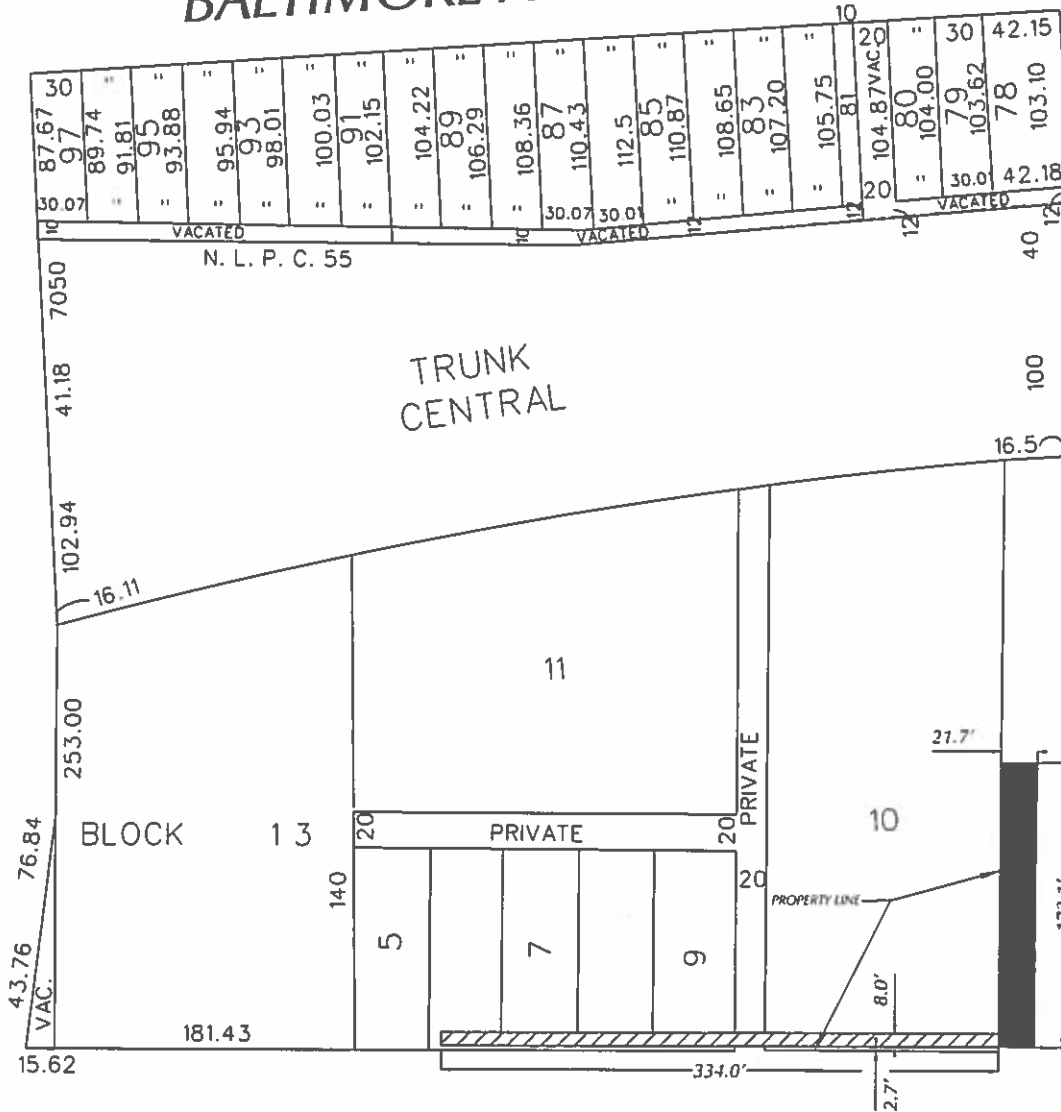 BALTIMORE
10
30 " " " " " " " " " " " " " " " 20 " 30 42.15
87.67 97 89.74 91.81 95 93.88 95.94 93 98.01 100.03 91 102.15 104.22 89 106.29 108.36 87 110.43 112.5 85 110.87 108.65 83 107.20 105.75 81 104.87 VAC. 80 104.00 79 103.62 78 103.10
30.07 " " " " " " " " " 30.07 30.01 " " " " 20 " 30.01 42.18
10 VACATED 10 VACATED 12 12 12 VACATED 12
N. L. P. C. 55
7050
40
41.18
TRUNK
CENTRAL
100
16.5
102.94
16.11
11
253.00
PRIVATE
21.7'
BLOCK 13
20 PRIVATE 20
10
76.84
140
20
PROPERTY LINE
5 7 9
43.76
VAC.
8.0'
181.43
15.62
334.0'
2.7'